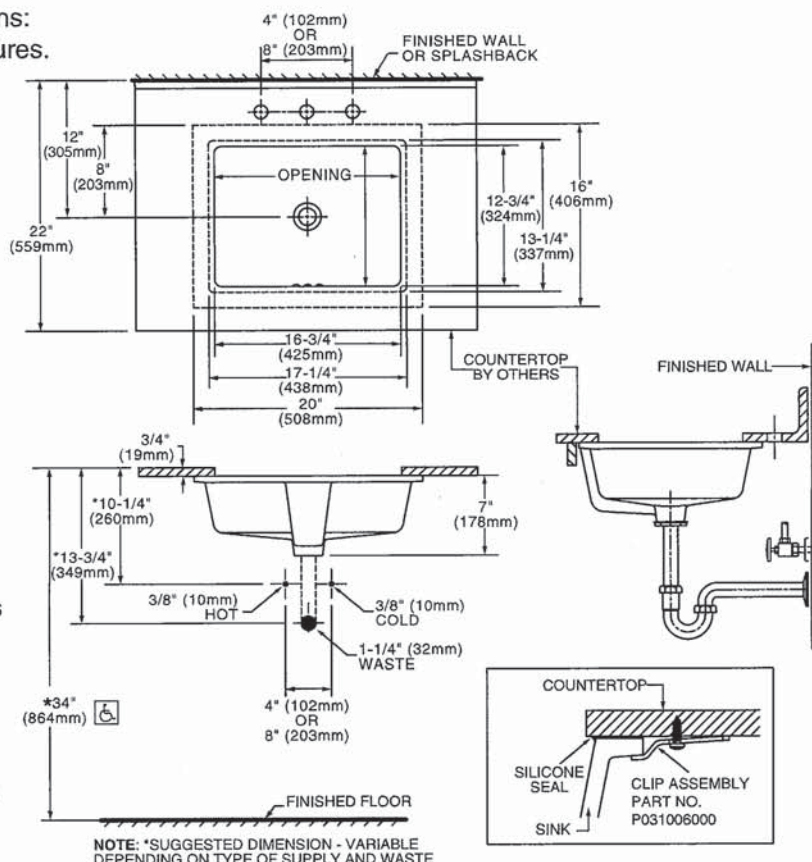 ns:
ures.
4" (102mm)
OR
8" (203mm)
FINISHED WALL
OR SPLASHBACK
12"
(305mm)
8"
(203mm)
22"
(559mm)
OPENING
12-3/4"
(324mm)
13-1/4"
(337mm)
16"
(406mm)
16-3/4"
(425mm)
17-1/4"
(438mm)
20"
(508mm)
COUNTERTOP
BY OTHERS
FINISHED WALL
3/4"
(19mm)
*10-1/4"
(260mm)
*13-3/4"
(349mm)
7"
(178mm)
3/8" (10mm)
HOT
3/8" (10mm)
COLD
1-1/4" (32mm)
WASTE
4" (102mm)
OR
8" (203mm)
*34"
(864mm)
FINISHED FLOOR
COUNTERTOP
SILICONE
SEAL
SINK
CLIP ASSEMBLY
PART NO.
P031006000
NOTE: *SUGGESTED DIMENSION - VARIABLE
DEPENDING ON TYPE OF SUPPLY AND WASTE